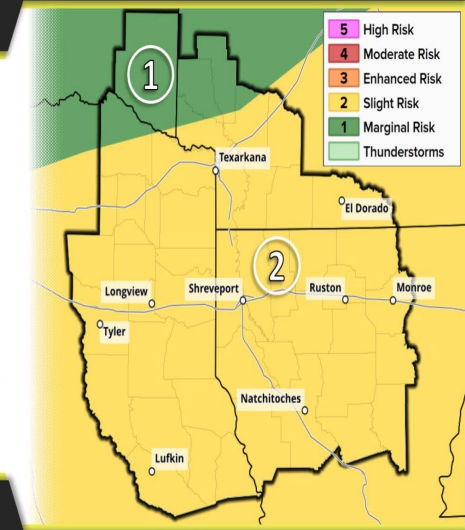 5 High Risk
4 Moderate Risk
3 Enhanced Risk
2 Slight Risk
1 Marginal Risk
Thunderstorms
1
Texarkana
El Dorado
2
Longview
Shreveport
Ruston
Monroe
Tyler
Natchitoches
Lufkin